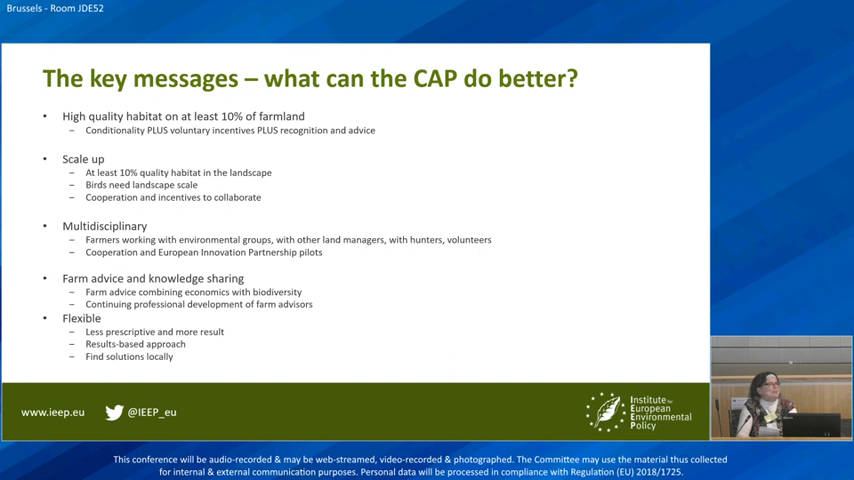 Brussels - Room JDE52
The key messages – what can the CAP do better?
• High quality habitat on at least 10% of farmland
– Conditionality PLUS voluntary incentives PLUS recognition and advice
• Scale up
– At least 10% quality habitat in the landscape
– Birds need landscape scale
– Cooperation and incentives to collaborate
• Multidisciplinary
– Farmers working with environmental groups, with other land managers, with hunters, volunteers
– Cooperation and European Innovation Partnership pilots
• Farm advice and knowledge sharing
– Farm advice combining economics with biodiversity
– Continuing professional development of farm advisors
• Flexible
– Less prescriptive and more result
– Results-based approach
– Find solutions locally
www.ieep.eu
@IEEP_eu
Institute for
European
Environmental
Policy
This conference will be audio-recorded & may be web-streamed, video-recorded & photographed. The Committee may use the material thus collected
for internal & external communication purposes. Personal data will be processed in compliance with Regulation (EU) 2018/1725.